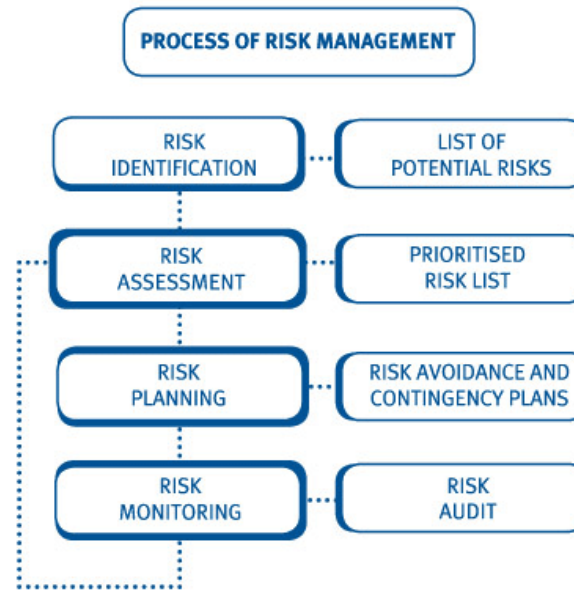 PROCESS OF RISK MANAGEMENT
RISK
IDENTIFICATION
LIST OF
POTENTIAL RISKS
RISK
ASSESSMENT
PRIORITISED
RISK LIST
RISK
PLANNING
RISK AVOIDANCE AND
CONTINGENCY PLANS
RISK
MONITORING
RISK
AUDIT